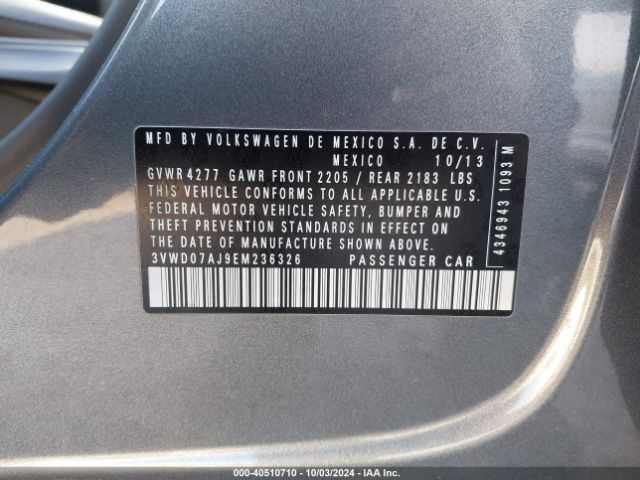 MFD BY VOLKSWAGEN DE MEXICO S.A. DE C.V.
MEXICO 10/13
GVWR 4277 GAWR FRONT 2205 / REAR 2183 LBS
THIS VEHICLE CONFORMS TO ALL APPLICABLE U.S.
FEDERAL MOTOR VEHICLE SAFETY, BUMPER AND
THEFT PREVENTION STANDARDS IN EFFECT ON
THE DATE OF MANUFACTURE SHOWN ABOVE.
3VWD07AJ9EM236326 PASSENGER CAR
4346943 1093 M
000-40510710 - 10/03/2024 - IAA Inc.